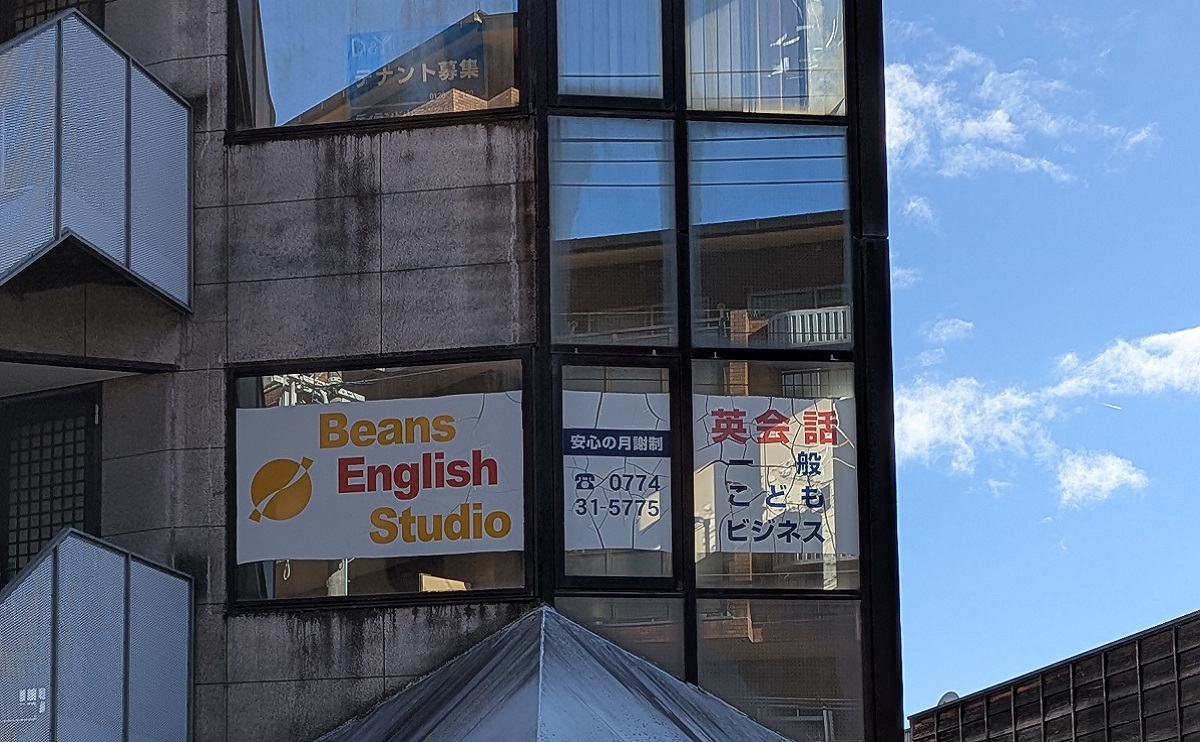 テナント募集
Beans
English
Studio
安心の月謝制
☎ 0774
31-5775
英会話
一般
こども
ビジネス